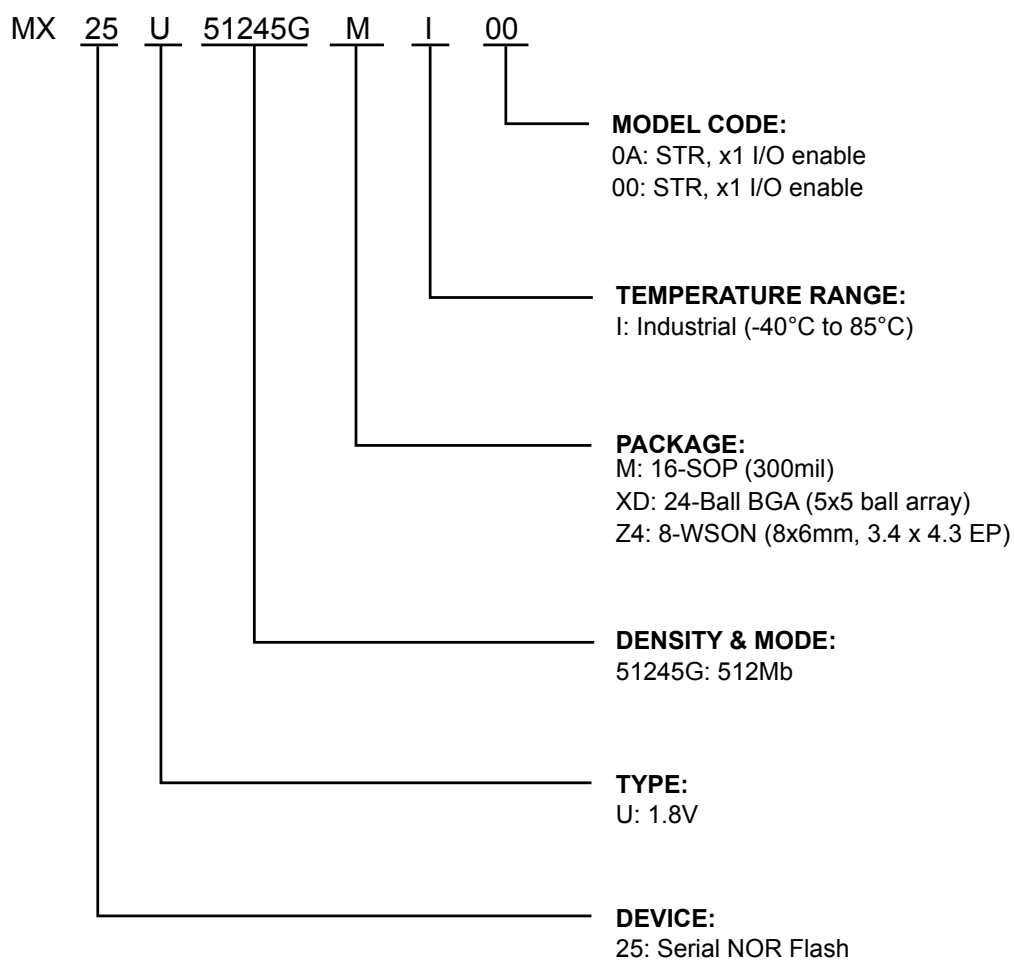 MX 25 U 51245G M I 00
MODEL CODE:
0A: STR, x1 I/O enable
00: STR, x1 I/O enable
TEMPERATURE RANGE:
I: Industrial (-40°C to 85°C)
PACKAGE:
M: 16-SOP (300mil)
XD: 24-Ball BGA (5x5 ball array)
Z4: 8-WSON (8x6mm, 3.4 x 4.3 EP)
DENSITY & MODE:
51245G: 512Mb
TYPE:
U: 1.8V
DEVICE:
25: Serial NOR Flash